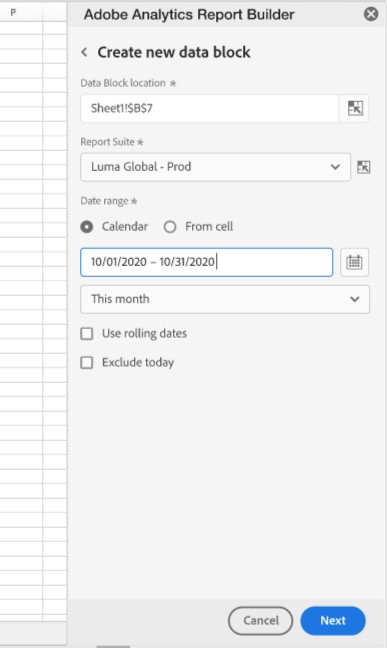 P
Adobe Analytics Report Builder
Create new data block
Data Block location *
Sheet1!$B$7
Report Suite *
Luma Global - Prod
Date range *
Calendar
From cell
10/01/2020 – 10/31/2020
This month
Use rolling dates
Exclude today
Cancel
Next